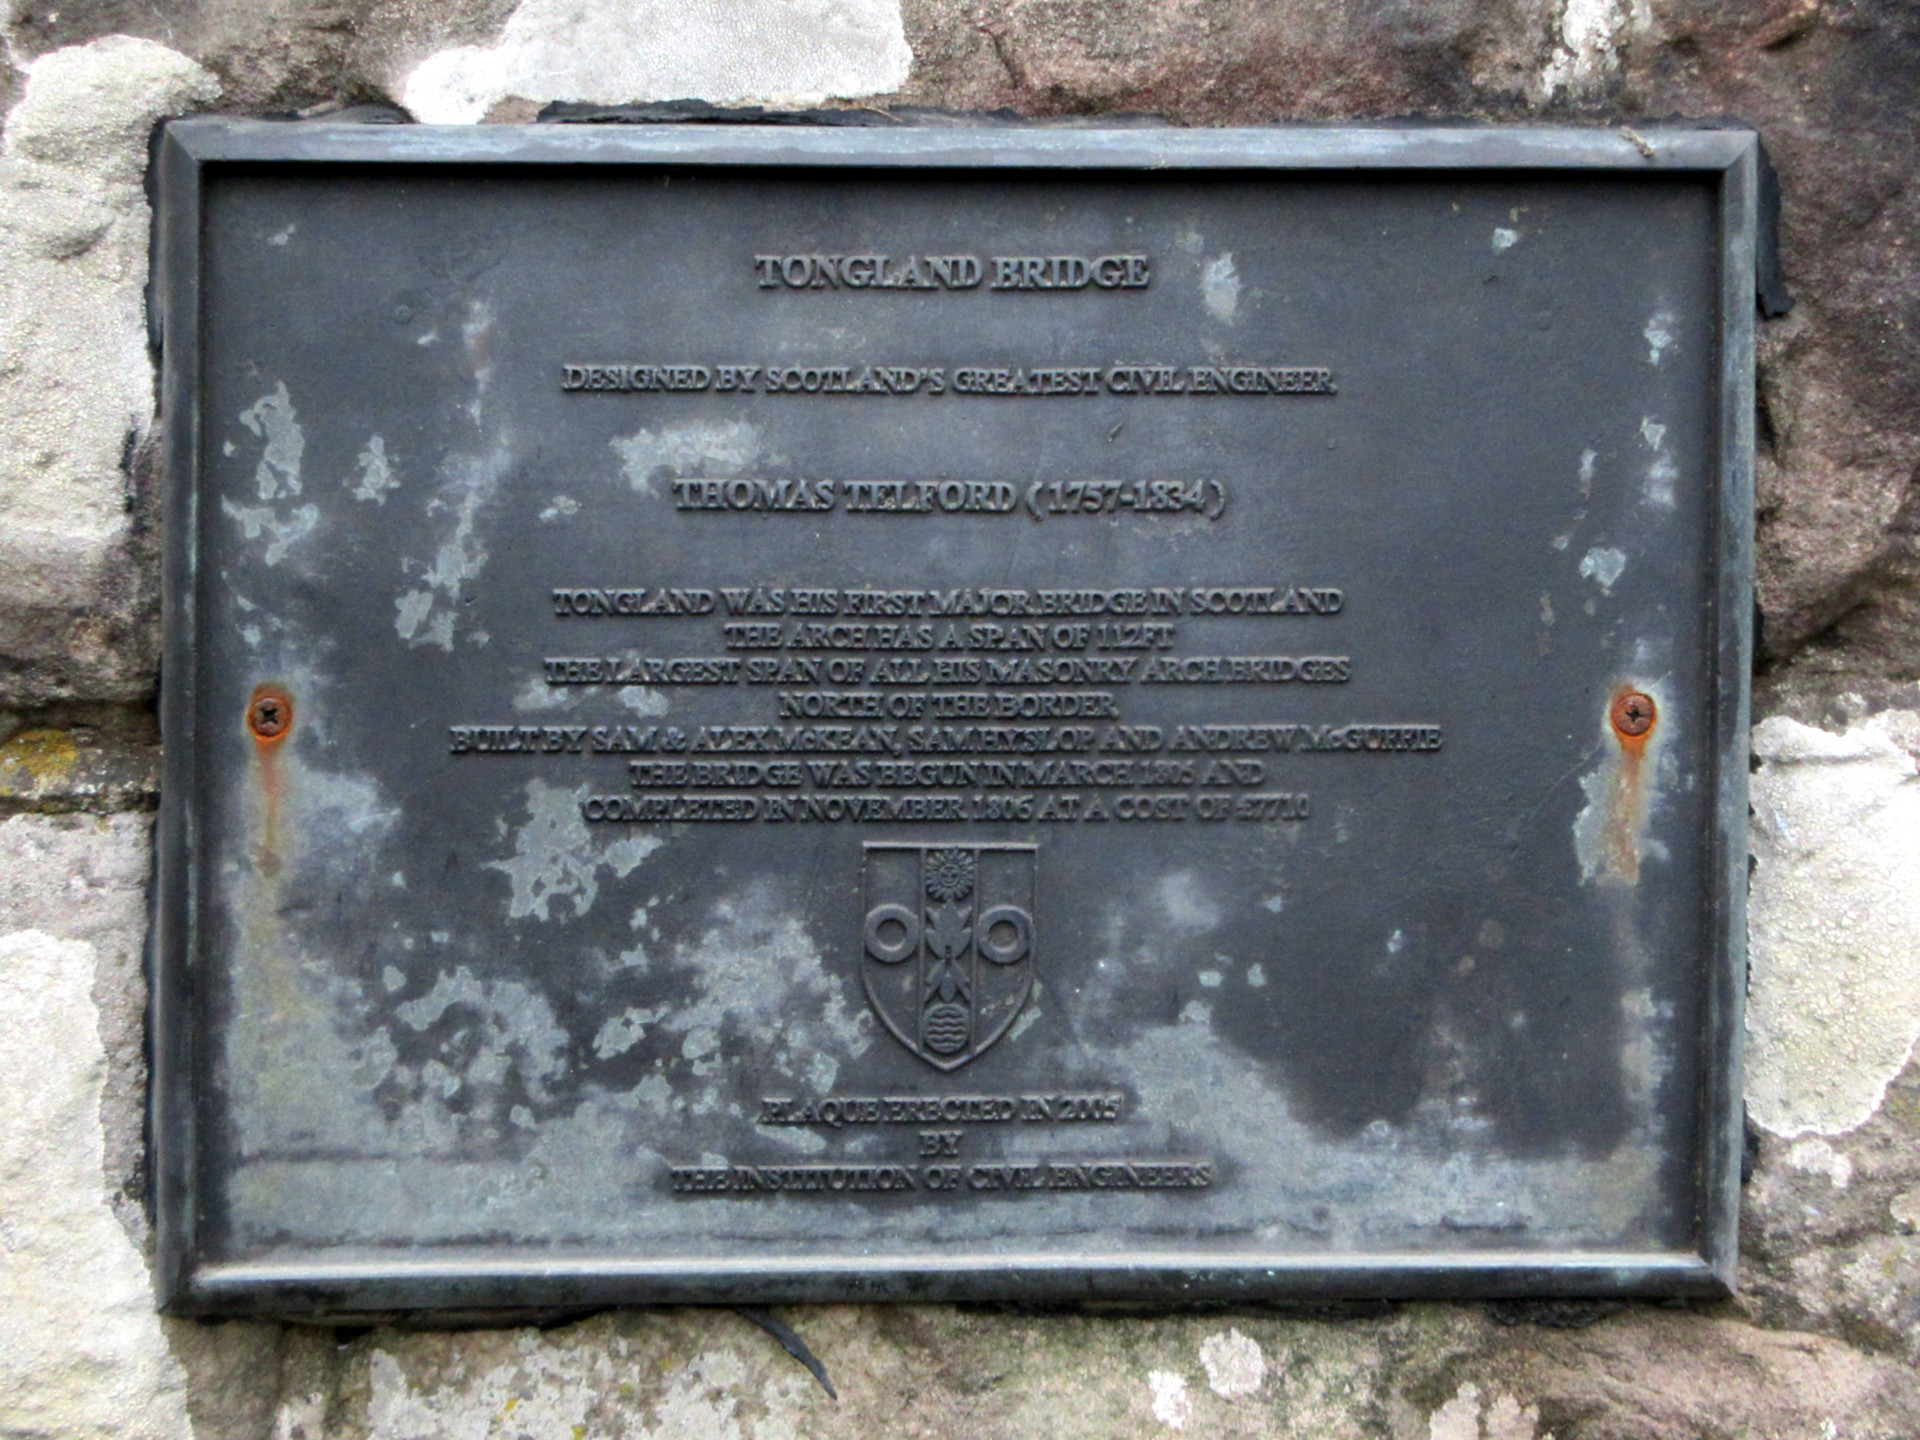 TONGLAND BRIDGE
DESIGNED BY SCOTLAND'S GREATEST CIVIL ENGINEER
THOMAS TELFORD (1757-1834)
TONGLAND WAS HIS FIRST MAJOR BRIDGE IN SCOTLAND
THE ARCH HAS A SPAN OF 112FT
THE LARGEST SPAN OF ALL HIS MASONRY ARCH BRIDGES
NORTH OF THE BORDER
BUILT BY SAM & ALEX McKEAN, SAM HYSLOP AND ANDREW McGUFFIE
THE BRIDGE WAS BEGUN IN MARCH 1805 AND
COMPLETED IN NOVEMBER 1806 AT A COST OF £7710
PLAQUE ERECTED IN 2005
BY
THE INSTITUTION OF CIVIL ENGINEERS